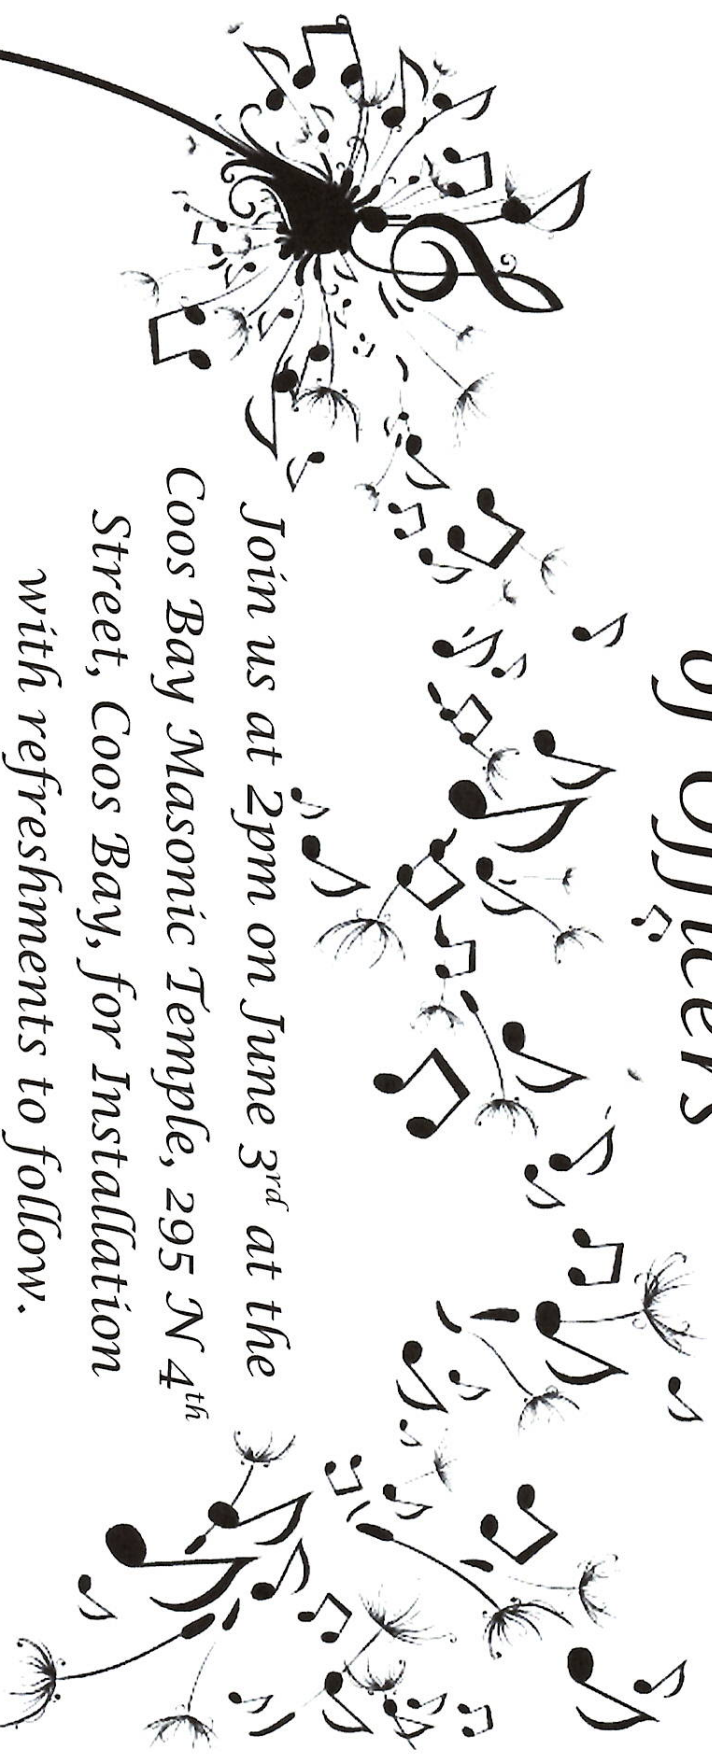 of Officers
Join us at 2pm on June 3rd at the
Coos Bay Masonic Temple, 295 N 4th
Street, Coos Bay, for Installation
with refreshments to follow.